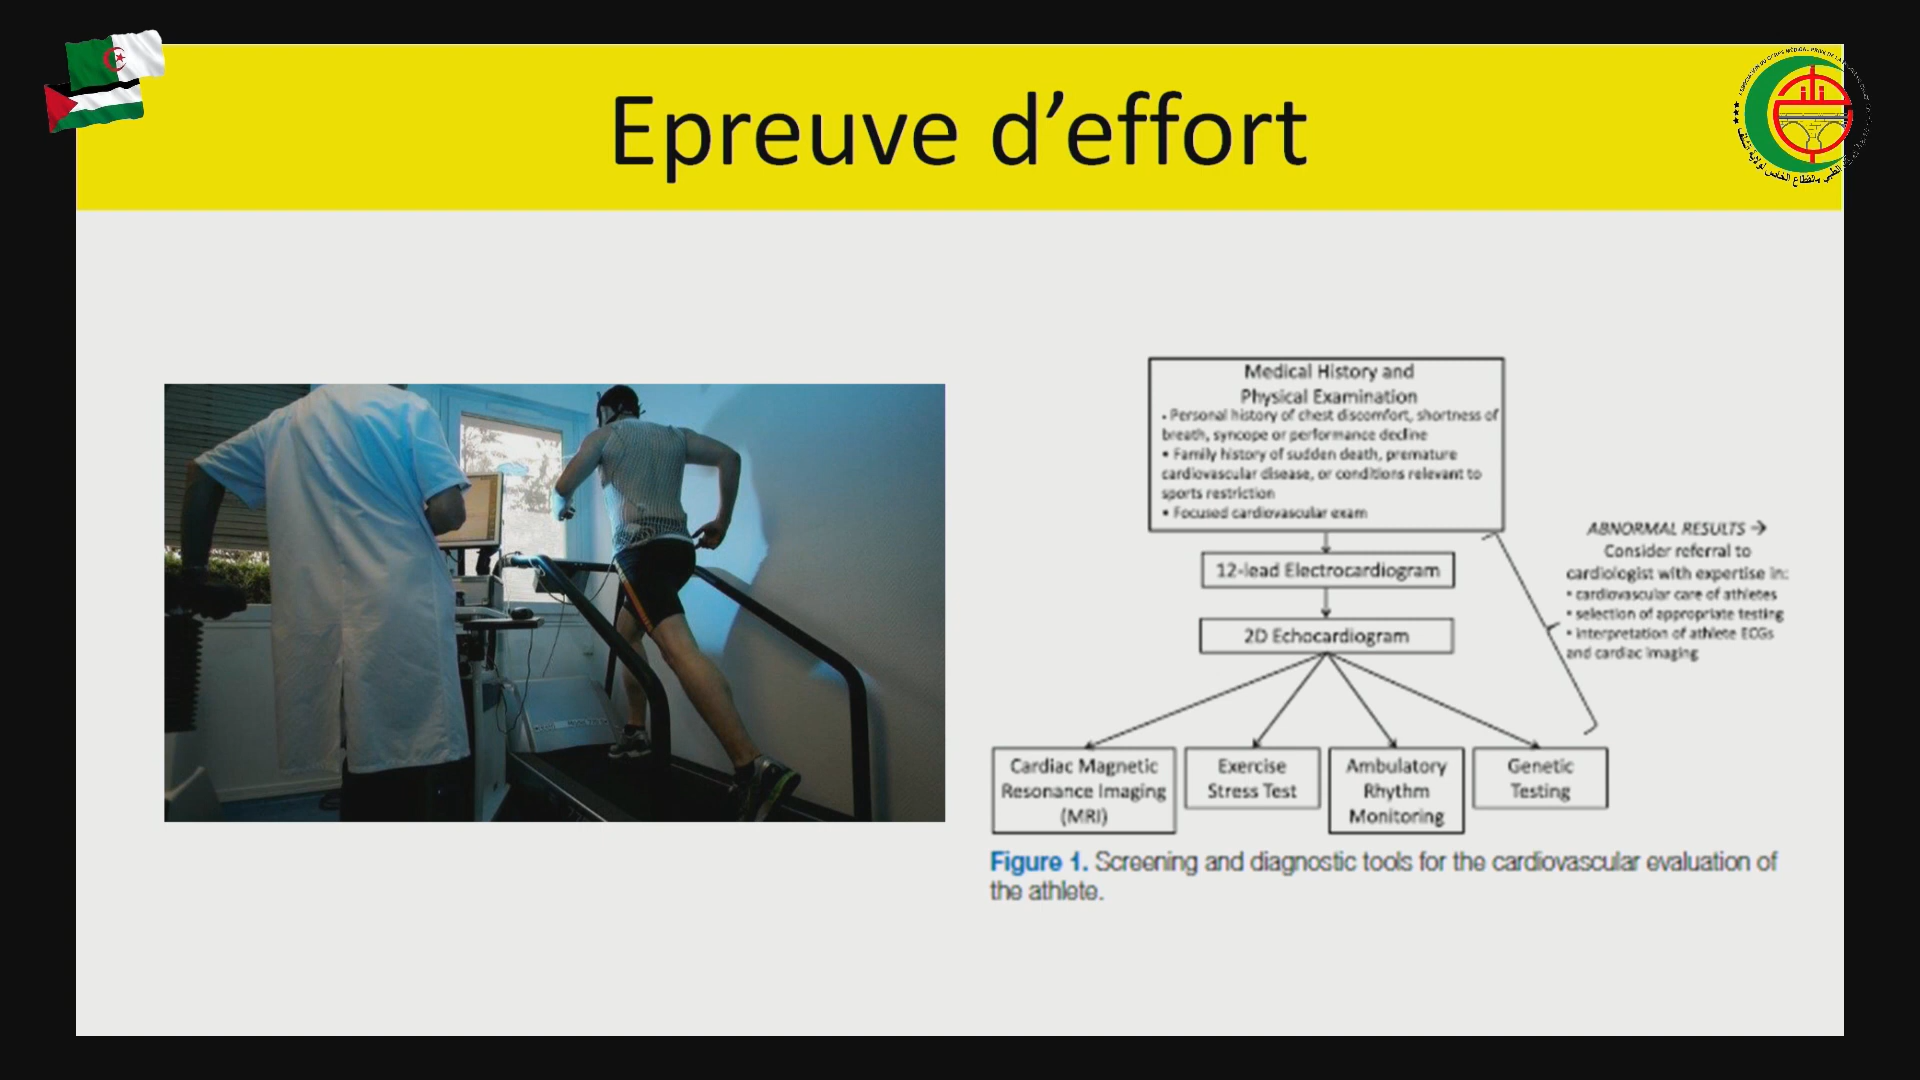 Epreuve d’effort
Medical History and
Physical Examination
• Personal history of chest discomfort, shortness of
breath, syncope or performance decline
• Family history of sudden death, premature
cardiovascular disease, or conditions relevant to
sports restriction
• Focused cardiovascular exam
12-lead Electrocardiogram
2D Echocardiogram
ABNORMAL RESULTS →
Consider referral to
cardiologist with expertise in:
• cardiovascular care of athletes
• selection of appropriate testing
• interpretation of athlete ECGs
and cardiac imaging
Cardiac Magnetic
Resonance Imaging
(MRI)
Exercise
Stress Test
Ambulatory
Rhythm
Monitoring
Genetic
Testing
Figure 1. Screening and diagnostic tools for the cardiovascular evaluation of
the athlete.